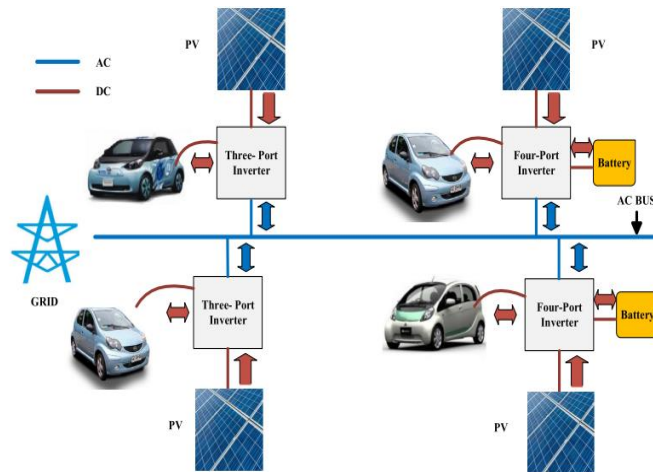 PV
PV
AC
DC
Three- Port
Inverter
Four-Port
Inverter
Battery
AC BUS
GRID
Three- Port
Inverter
Four-Port
Inverter
Battery
PV
PV